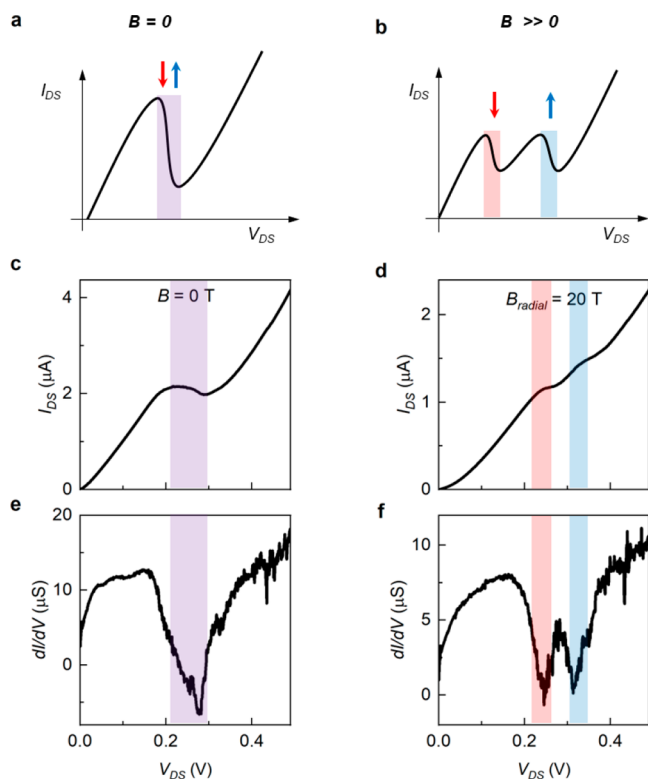 a
B = 0
b
B >> 0
I_DS
V_DS
I_DS
V_DS
c
B = 0 T
4
2
0
I_DS (μA)
d
B_radial = 20 T
2
1
0
I_DS (μA)
e
20
10
0
dI/dV (μS)
0.0
0.2
0.4
V_DS (V)
f
10
5
0
dI/dV (μS)
0.0
0.2
0.4
V_DS (V)